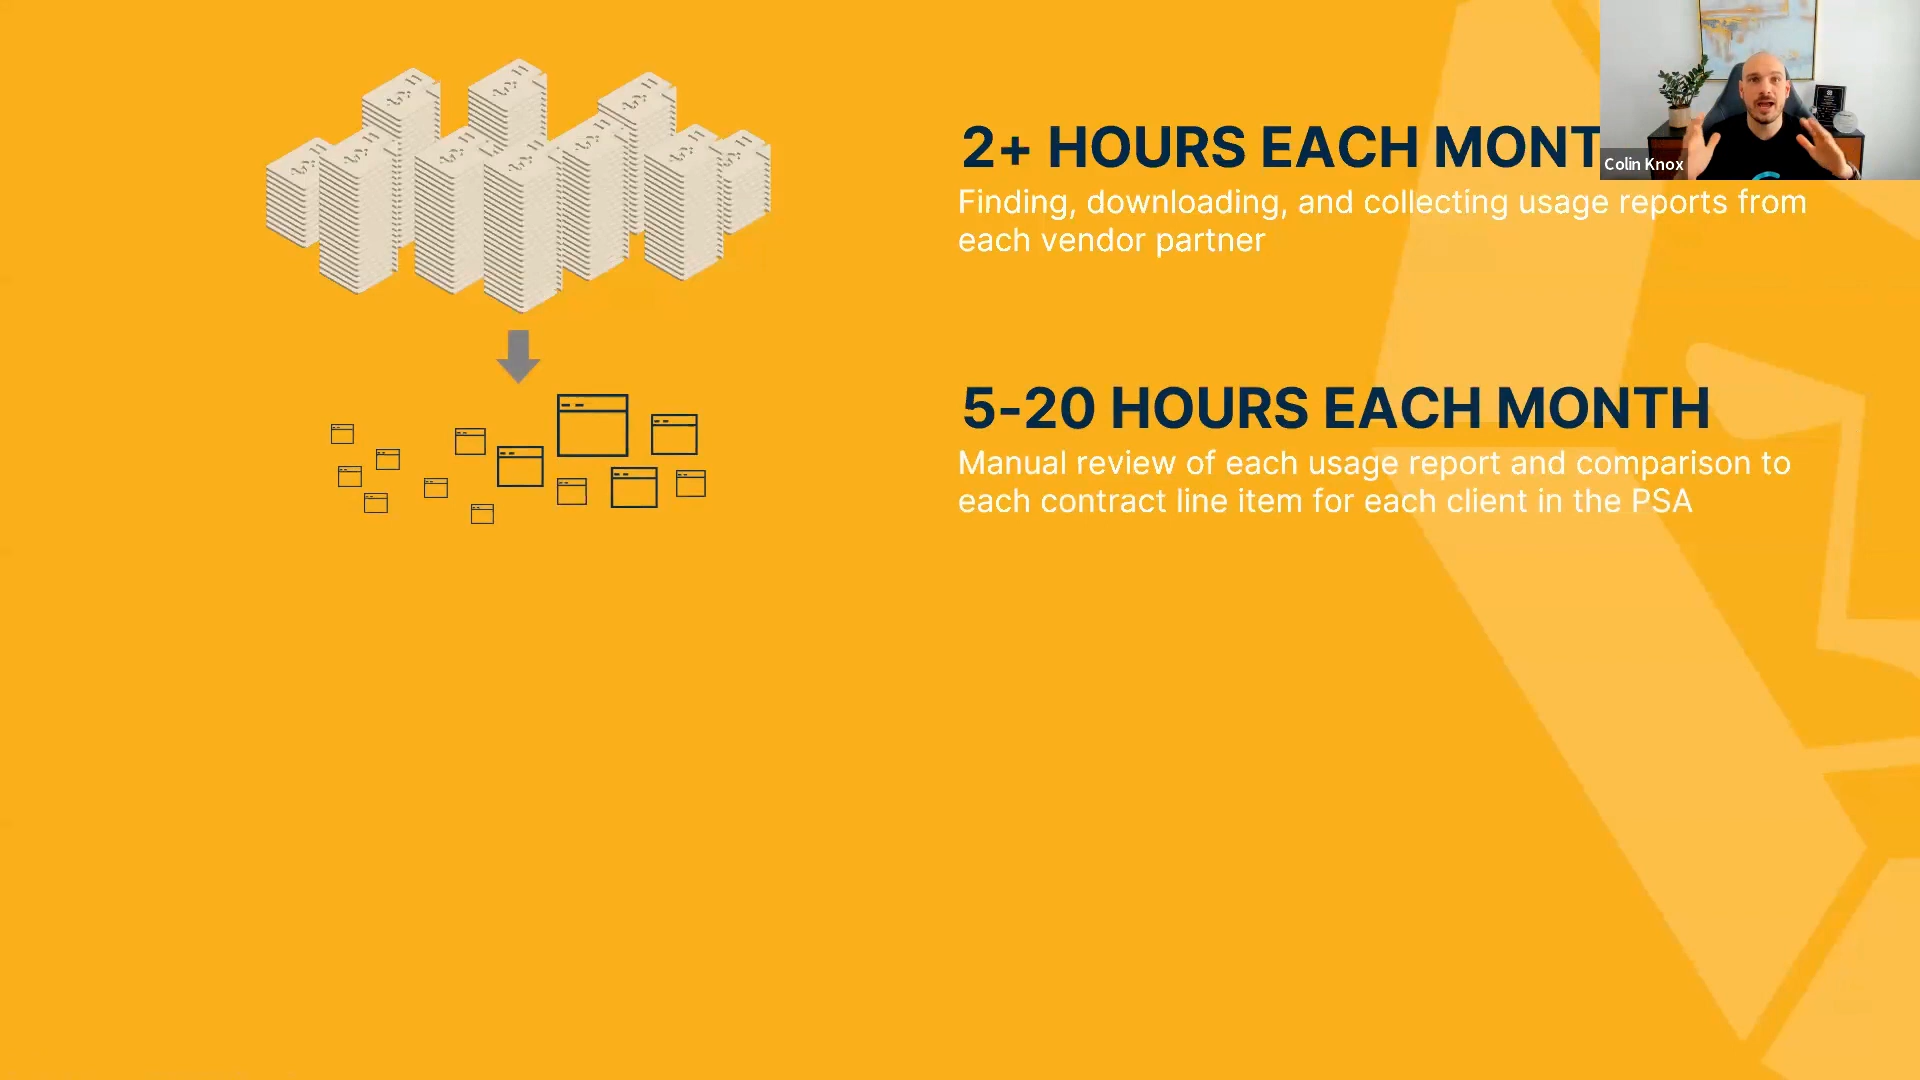 2+ HOURS EACH MONT
Finding, downloading, and collecting usage reports from
each vendor partner
Colin Knox
5-20 HOURS EACH MONTH
Manual review of each usage report and comparison to
each contract line item for each client in the PSA